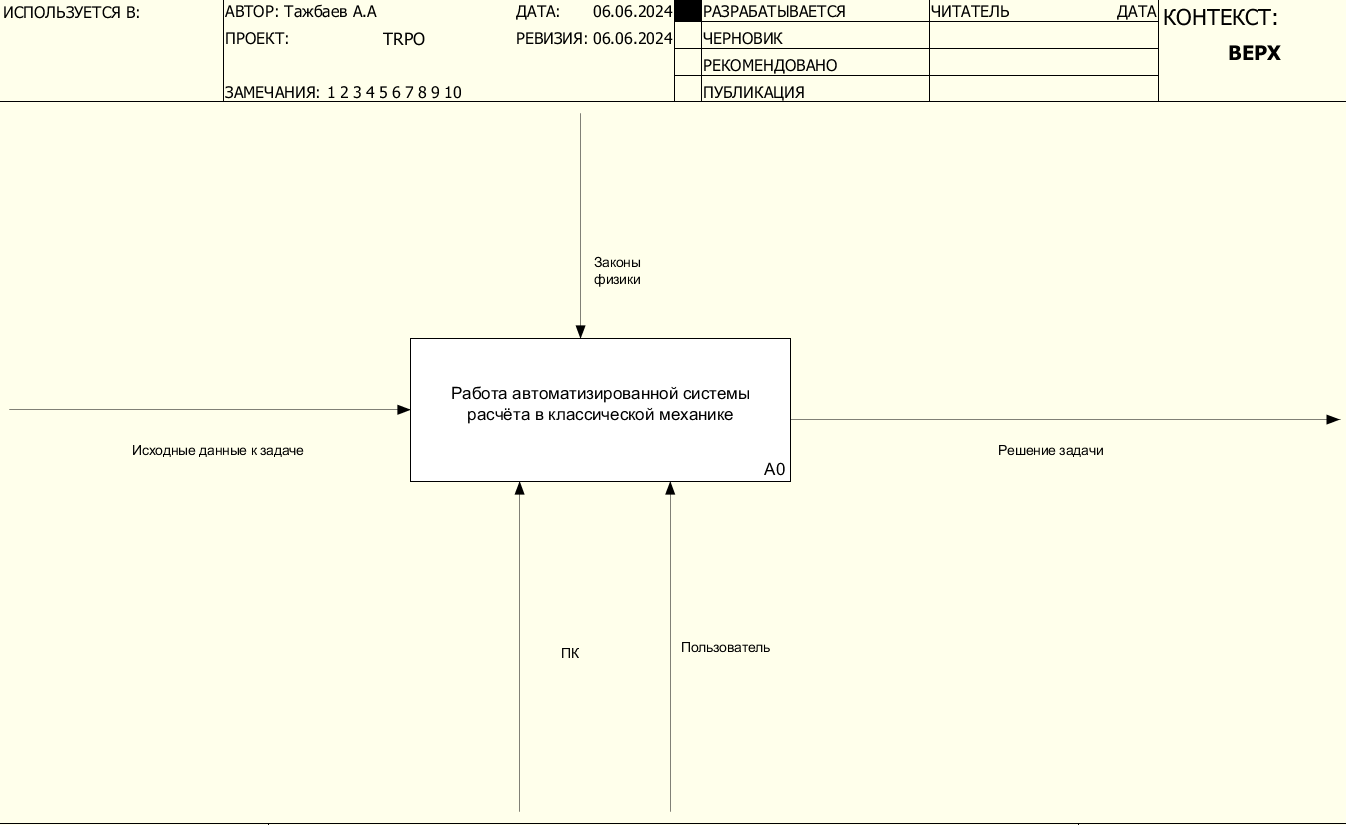 ИСПОЛЬЗУЕТСЯ В:
АВТОР: Тажбаев А.А
ДАТА: 06.06.2024
ПРОЕКТ: TRPO
РЕВИЗИЯ: 06.06.2024
ЗАМЕЧАНИЯ: 1 2 3 4 5 6 7 8 9 10
РАЗРАБАТЫВАЕТСЯ
ЧЕРНОВИК
РЕКОМЕНДОВАНО
ПУБЛИКАЦИЯ
ЧИТАТЕЛЬ ДАТА
КОНТЕКСТ:
ВЕРХ
Законы
физики
Работа автоматизированной системы
расчёта в классической механике
A0
Исходные данные к задаче
Решение задачи
ПК
Пользователь